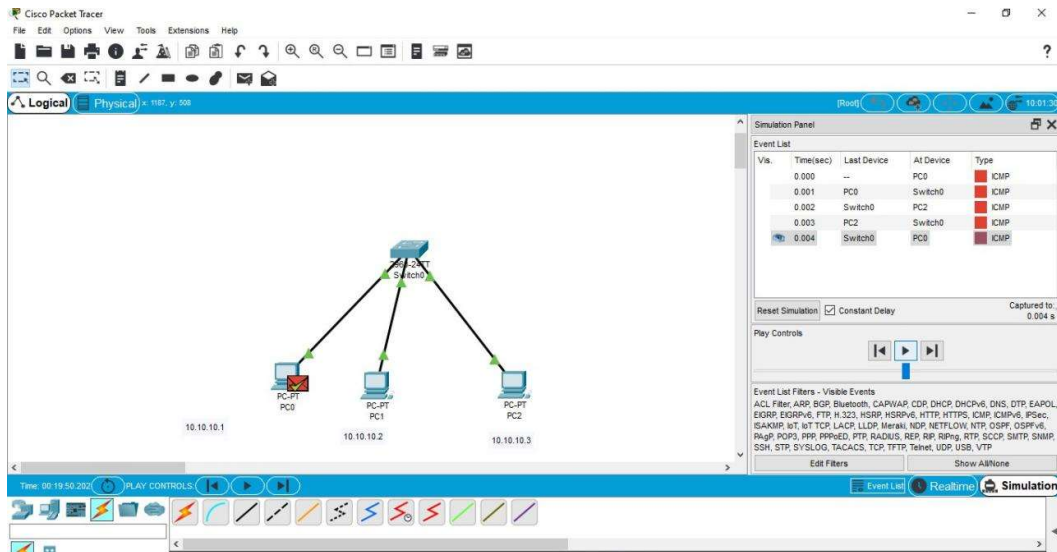 Cisco Packet Tracer
File Edit Options View Tools Extensions Help
?
Logical Physical x: 1187, y: 508 [Root] 10:01:30
Simulation Panel
Event List
Vis. Time(sec) Last Device At Device Type
0.000 -- PC0 ICMP
0.001 PC0 Switch0 ICMP
0.002 Switch0 PC2 ICMP
0.003 PC2 Switch0 ICMP
0.004 Switch0 PC0 ICMP
Reset Simulation Constant Delay Captured to:
0.004 s
Play Controls
Event List Filters - Visible Events
ACL Filter, ARP, BGP, Bluetooth, CAPWAP, CDP, DHCP, DHCPv6, DNS, DTP, EAPOL,
EIGRP, EIGRPv6, FTP, H.323, HSRP, HSRPv6, HTTP, HTTPS, ICMP, ICMPv6, IPSec,
ISAKMP, IoT, IoT TCP, LACP, LLDP, Meraki, NDP, NETFLOW, NTP, OSPF, OSPFv6,
PAgP, POP3, PPP, PPPoED, PTP, RADIUS, REP, RIP, RIPng, RTP, SCCP, SMTP, SNMP,
SSH, STP, SYSLOG, TACACS, TCP, TFTP, Telnet, UDP, USB, VTP
Edit Filters Show All/None
2960-24TT
Switch0
PC-PT
PC0
PC-PT
PC1
PC-PT
PC2
10.10.10.1
10.10.10.2
10.10.10.3
Time: 00:19:50.202 PLAY CONTROLS: Event List Realtime Simulation